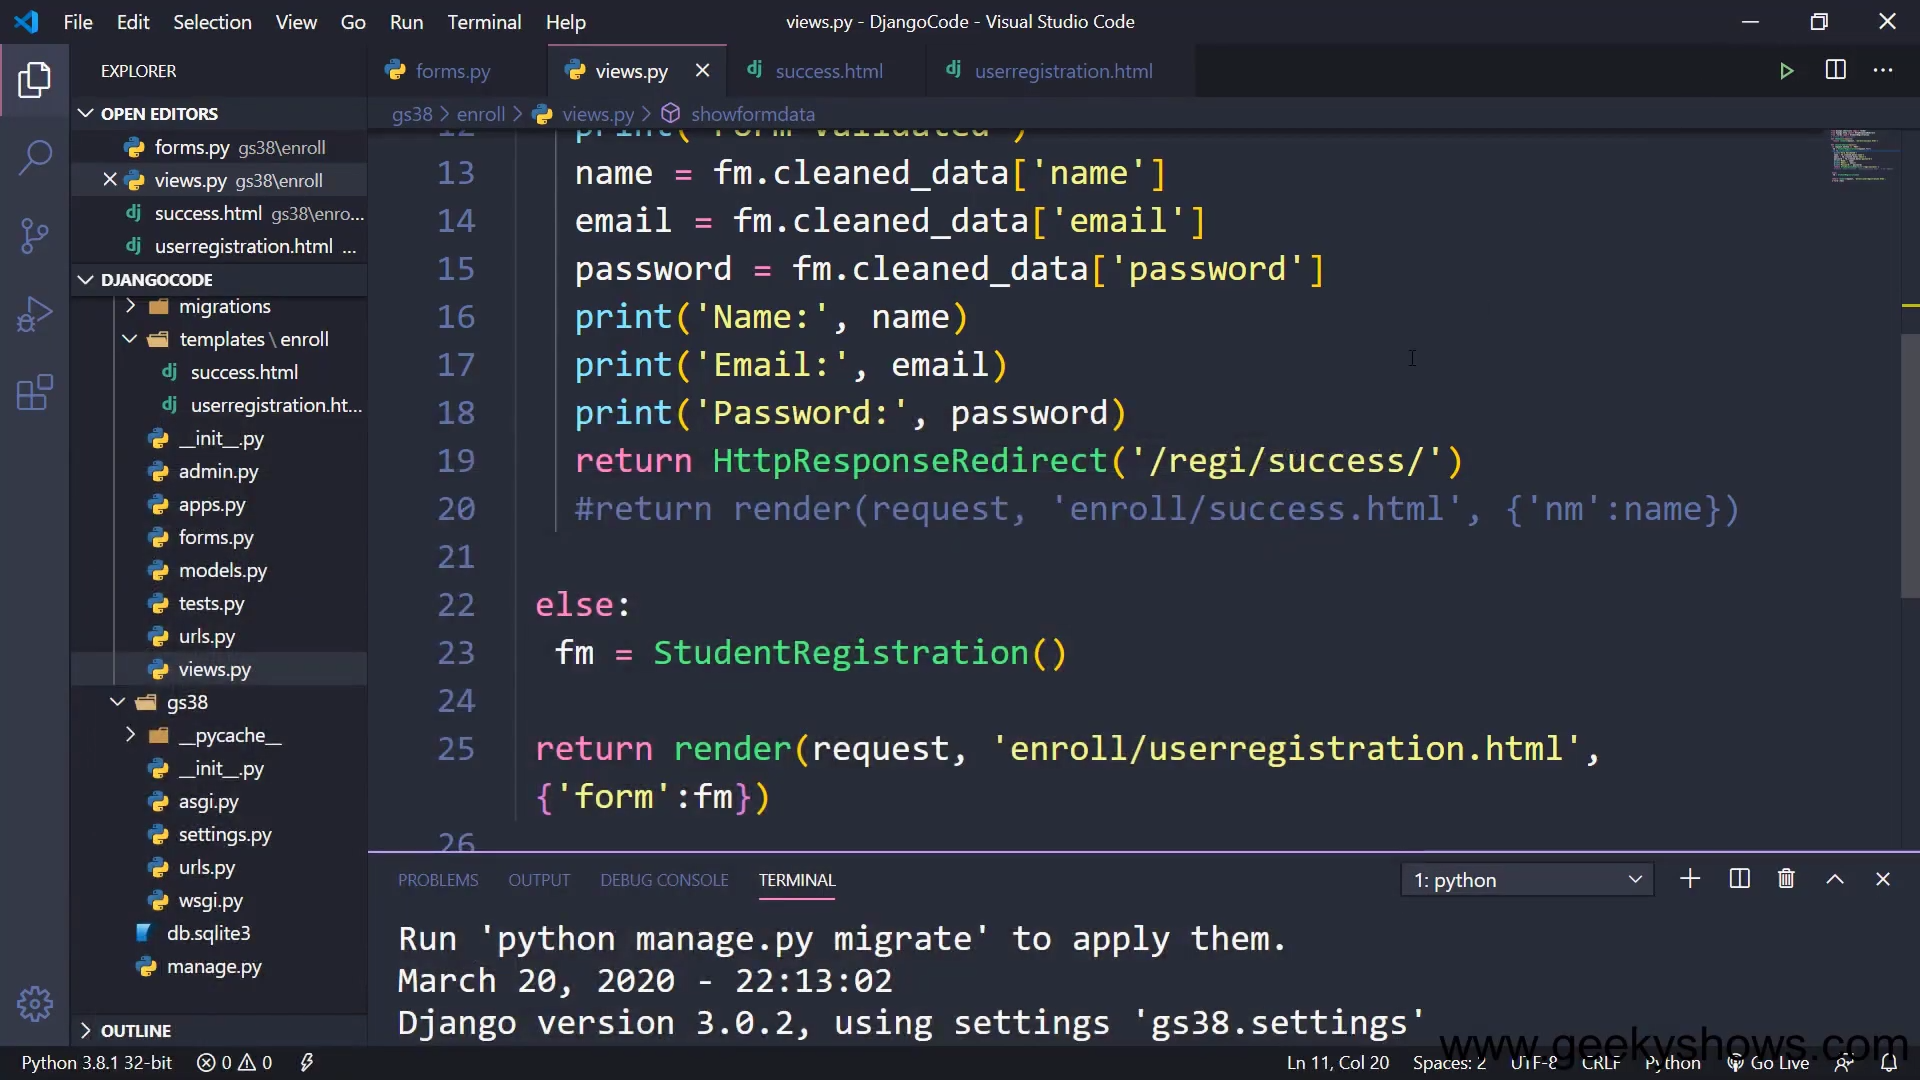 File Edit Selection View Go Run Terminal Help
views.py - DjangoCode - Visual Studio Code
EXPLORER
OPEN EDITORS
forms.py gs38\enroll
views.py gs38\enroll
success.html gs38\enro...
userregistration.html ...
DJANGOCODE
migrations
templates \ enroll
success.html
userregistration.ht...
__init__.py
admin.py
apps.py
forms.py
models.py
tests.py
urls.py
views.py
gs38
__pycache__
__init__.py
asgi.py
settings.py
urls.py
wsgi.py
db.sqlite3
manage.py
OUTLINE
forms.py
views.py
success.html
userregistration.html
gs38 > enroll > views.py > showformdata
12 print('Form Validated')
13 name = fm.cleaned_data['name']
14 email = fm.cleaned_data['email']
15 password = fm.cleaned_data['password']
16 print('Name:', name)
17 print('Email:', email)
18 print('Password:', password)
19 return HttpResponseRedirect('/regi/success/')
20 #return render(request, 'enroll/success.html', {'nm':name})
21
22 else:
23 fm = StudentRegistration()
24
25 return render(request, 'enroll/userregistration.html',
{'form':fm})
26
PROBLEMS OUTPUT DEBUG CONSOLE TERMINAL
1: python
Run 'python manage.py migrate' to apply them.
March 20, 2020 - 22:13:02
Django version 3.0.2, using settings 'gs38.settings'
www.geekyshows.com
Python 3.8.1 32-bit 0 0
Ln 11, Col 20 Spaces: 2 UTF-8 CRLF Python Go Live